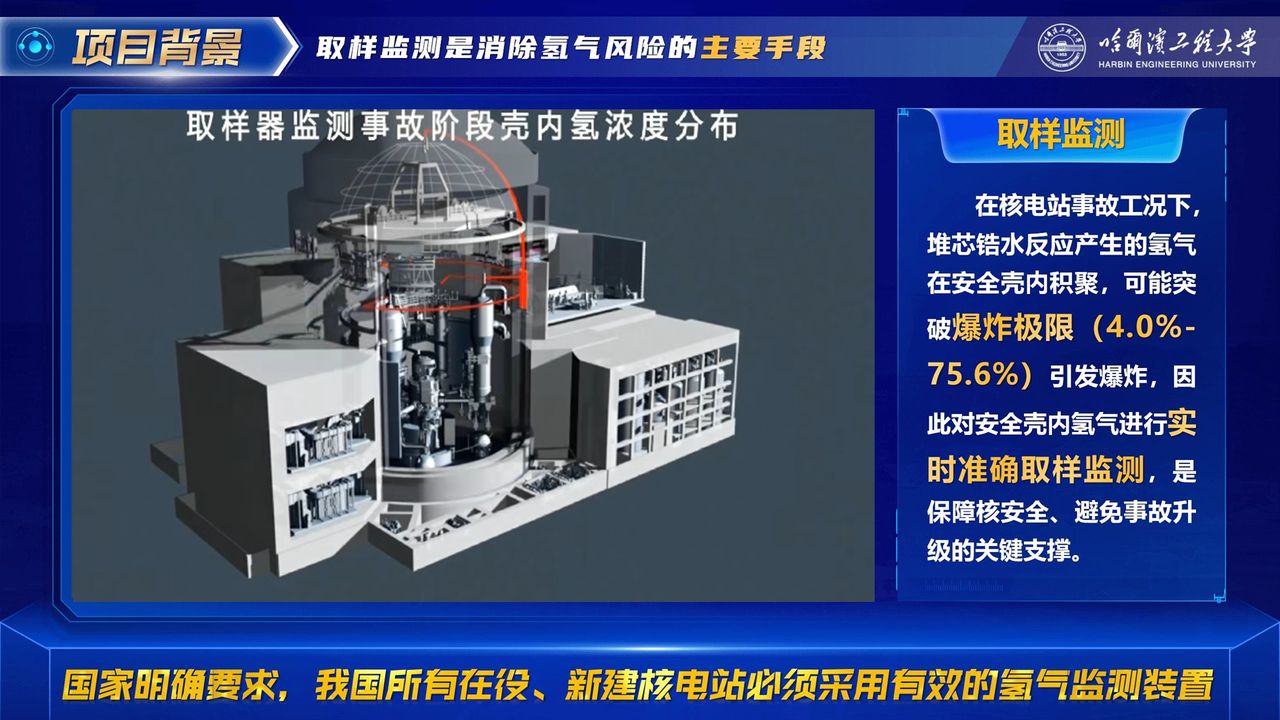 项目背景
取样监测是消除氢气风险的主要手段
哈尔滨工程大学
HARBIN ENGINEERING UNIVERSITY
取样器监测事故阶段壳内氢浓度分布
取样监测
在核电站事故工况下，
堆芯锆水反应产生的氢气
在安全壳内积聚，可能突
破爆炸极限（4.0%-
75.6%）引发爆炸，因
此对安全壳内氢气进行实
时准确取样监测，是
保障核安全、避免事故升
级的关键支撑。
国家明确要求，我国所有在役、新建核电站必须采用有效的氢气监测装置